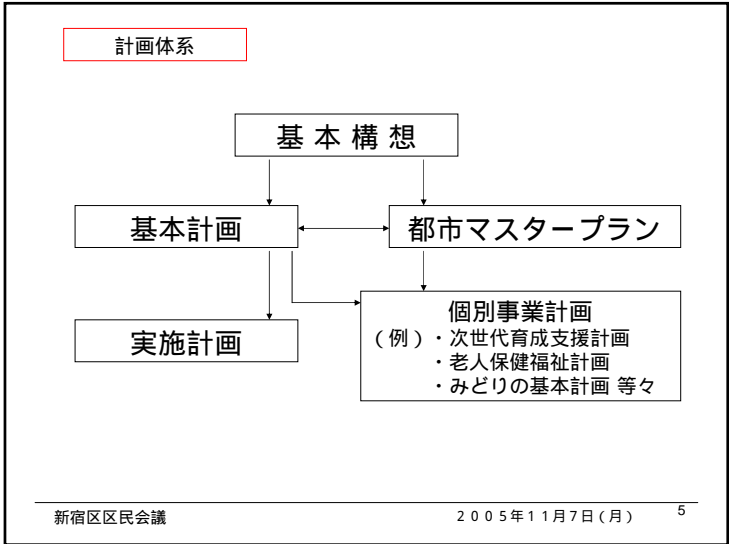 計画体系
基本構想
基本計画
都市マスタープラン
実施計画
個別事業計画
(例)・次世代育成支援計画
・老人保健福祉計画
・みどりの基本計画 等々
新宿区区民会議
2005年11月7日(月)
5